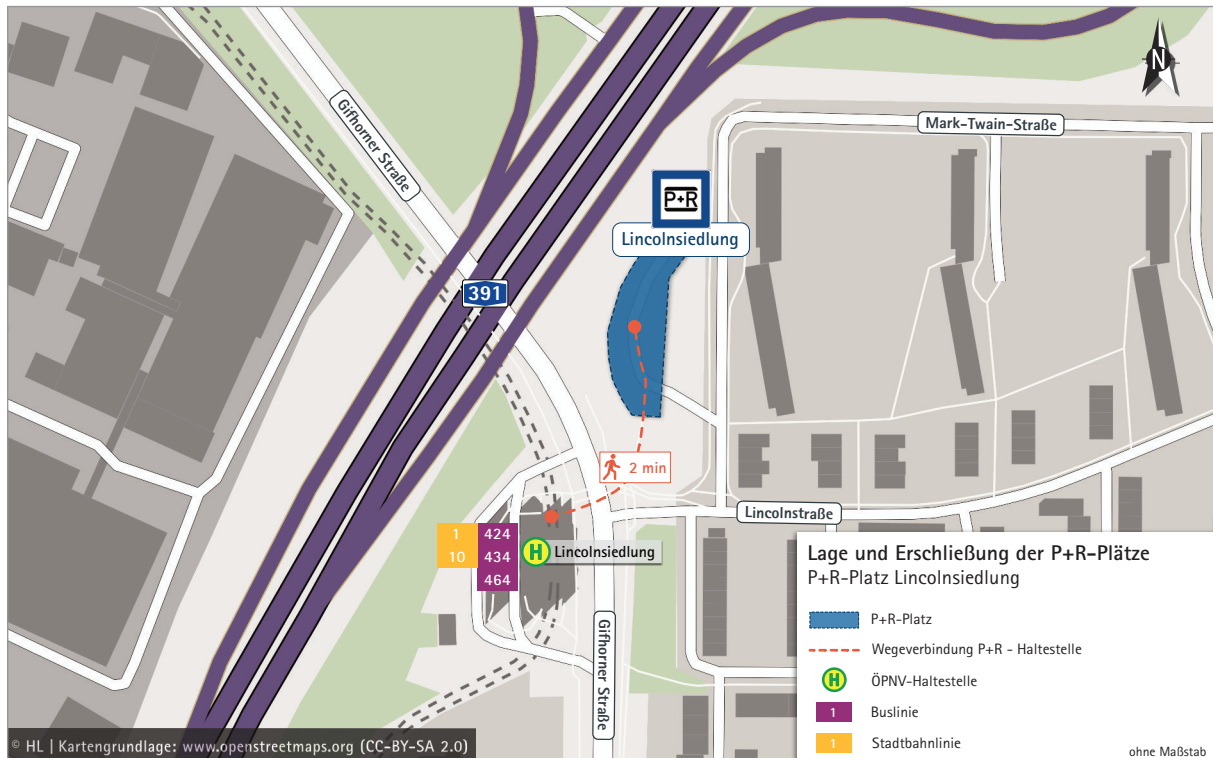 N
Gifhorner Straße
Mark-Twain-Straße
P+R
Lincolnsiedlung
391
2 min
Lincolnstraße
1
10
424
434
464
H
Lincolnsiedlung
Gifhorner Straße
Lage und Erschließung der P+R-Plätze
P+R-Platz Lincolnsiedlung
P+R-Platz
Wegeverbindung P+R - Haltestelle
H
ÖPNV-Haltestelle
1
Buslinie
1
Stadtbahnlinie
ohne Maßstab
© HL | Kartengrundlage: www.openstreetmaps.org (CC-BY-SA 2.0)